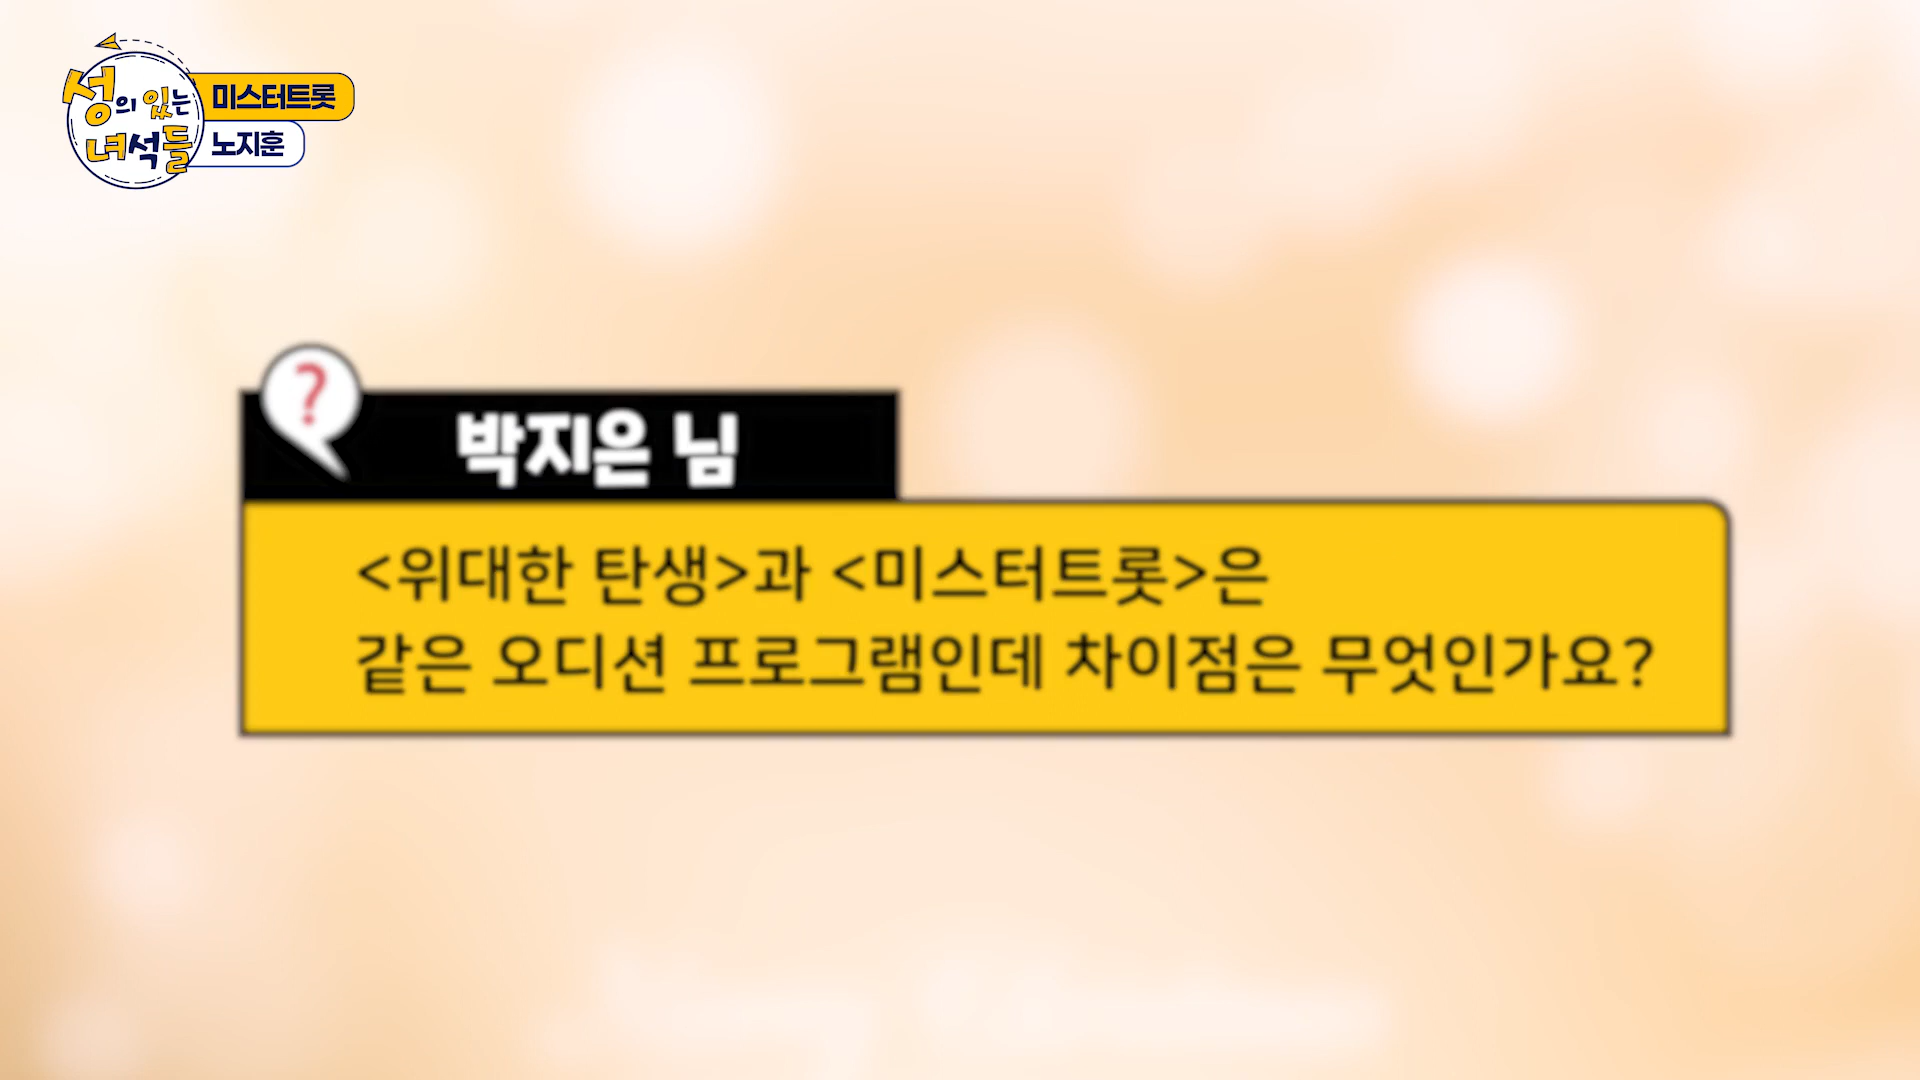 성의 있는
녀석들
미스터트롯
노지훈
?
박지은 님
<위대한 탄생>과 <미스터트롯>은
같은 오디션 프로그램인데 차이점은 무엇인가요?